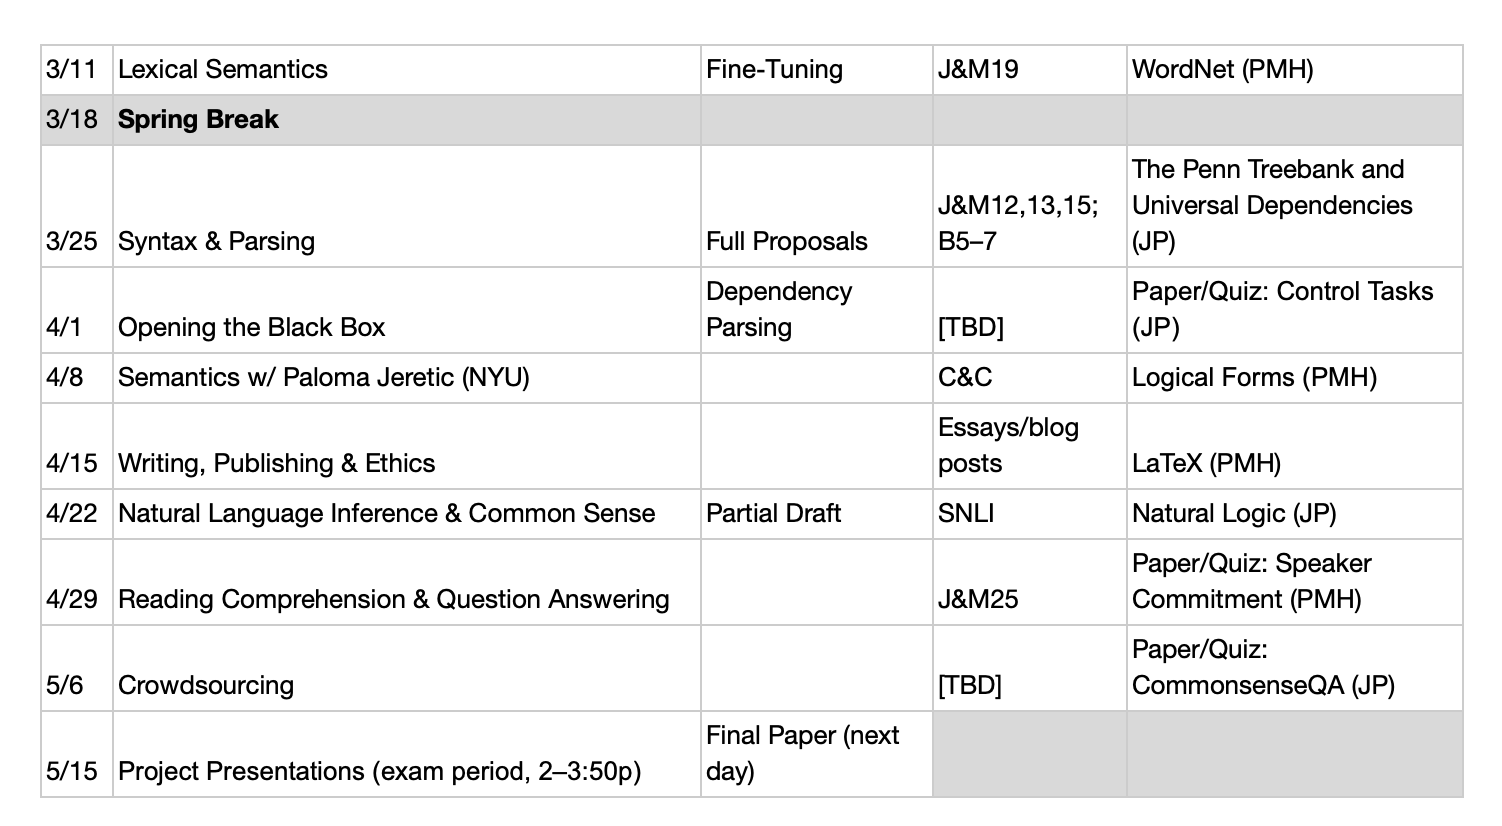 3/11 Lexical Semantics Fine-Tuning J&M19 WordNet (PMH)
3/18 Spring Break
The Penn Treebank and
J&M12,13,15; Universal Dependencies
3/25 Syntax & Parsing Full Proposals B5–7 (JP)
Dependency Paper/Quiz: Control Tasks
4/1 Opening the Black Box Parsing [TBD] (JP)
4/8 Semantics w/ Paloma Jeretic (NYU) C&C Logical Forms (PMH)
Essays/blog
4/15 Writing, Publishing & Ethics posts LaTeX (PMH)
4/22 Natural Language Inference & Common Sense Partial Draft SNLI Natural Logic (JP)
Paper/Quiz: Speaker
4/29 Reading Comprehension & Question Answering J&M25 Commitment (PMH)
Paper/Quiz:
5/6 Crowdsourcing [TBD] CommonsenseQA (JP)
Final Paper (next
5/15 Project Presentations (exam period, 2–3:50p) day)